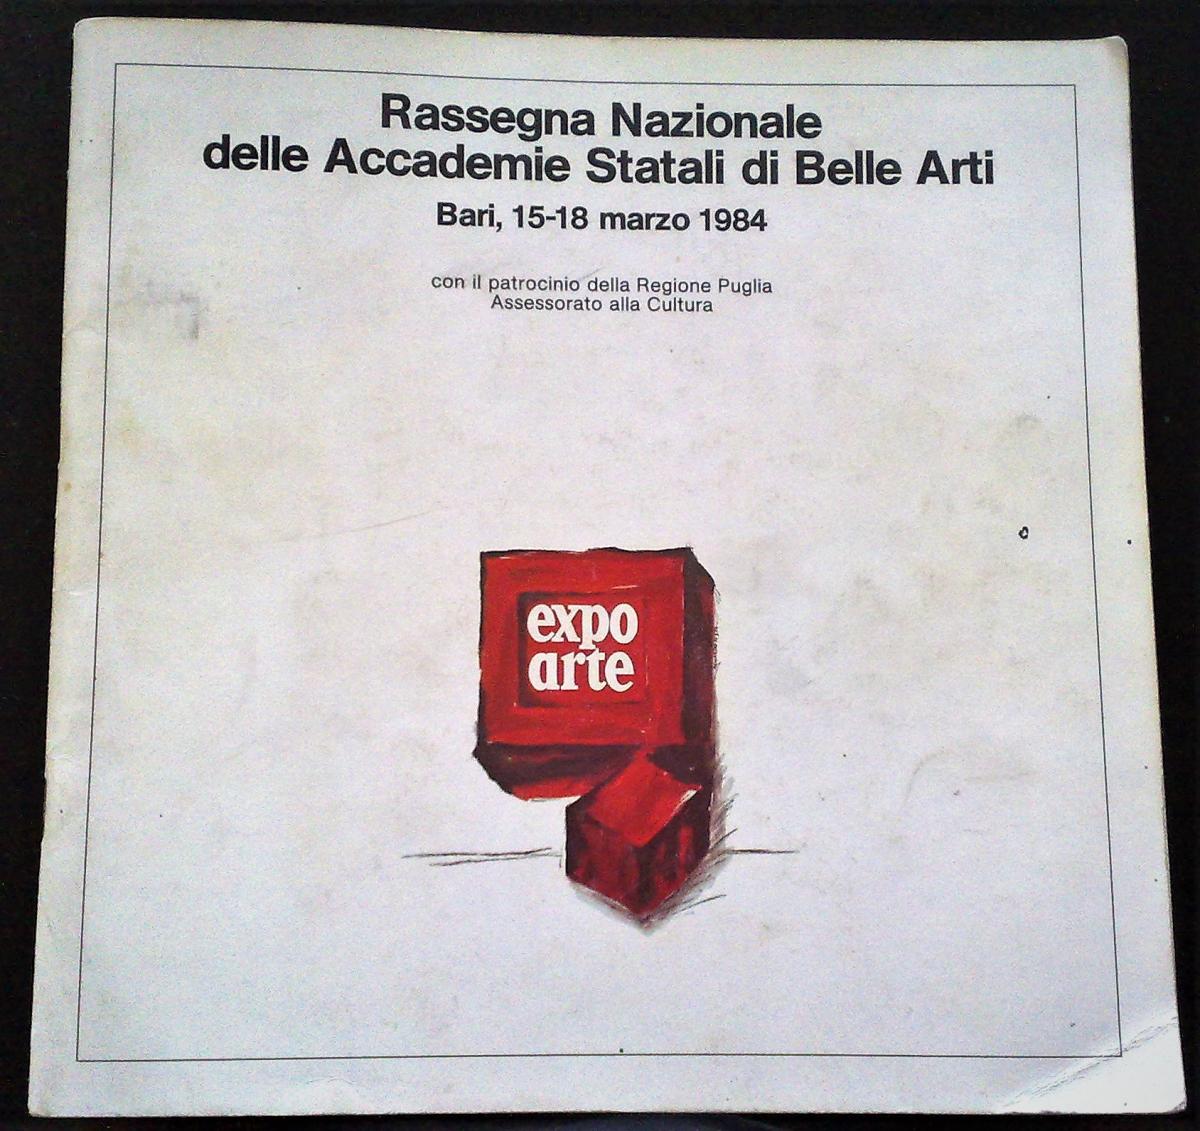 Rassegna Nazionale
delle Accademie Statali di Belle Arti
Bari, 15-18 marzo 1984
con il patrocinio della Regione Puglia
Assessorato alla Cultura
expo
arte